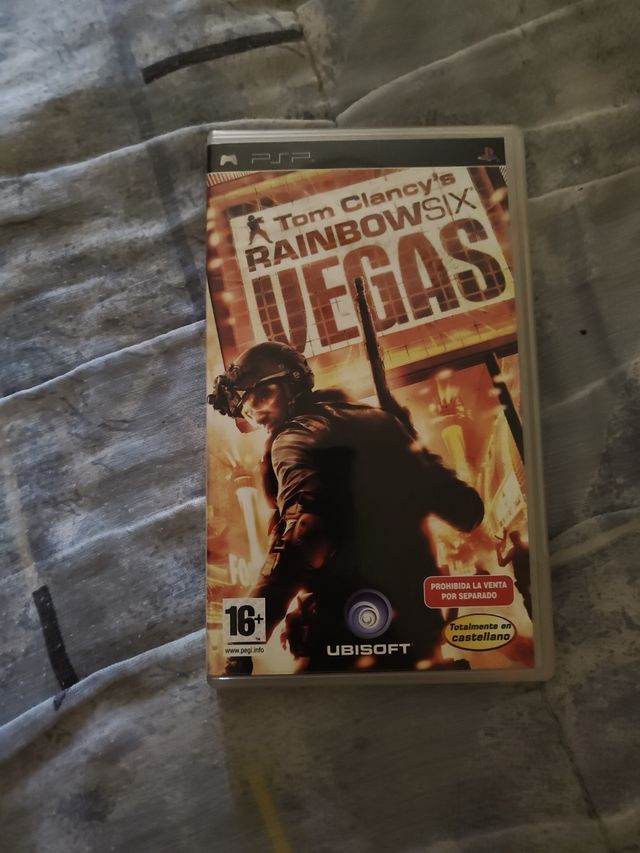 PSP
Tom Clancy's
RAINBOWSIX
VEGAS
PROHIBIDA LA VENTA
POR SEPARADO
16+
www.pegi.info
UBISOFT
Totalmente en
castellano